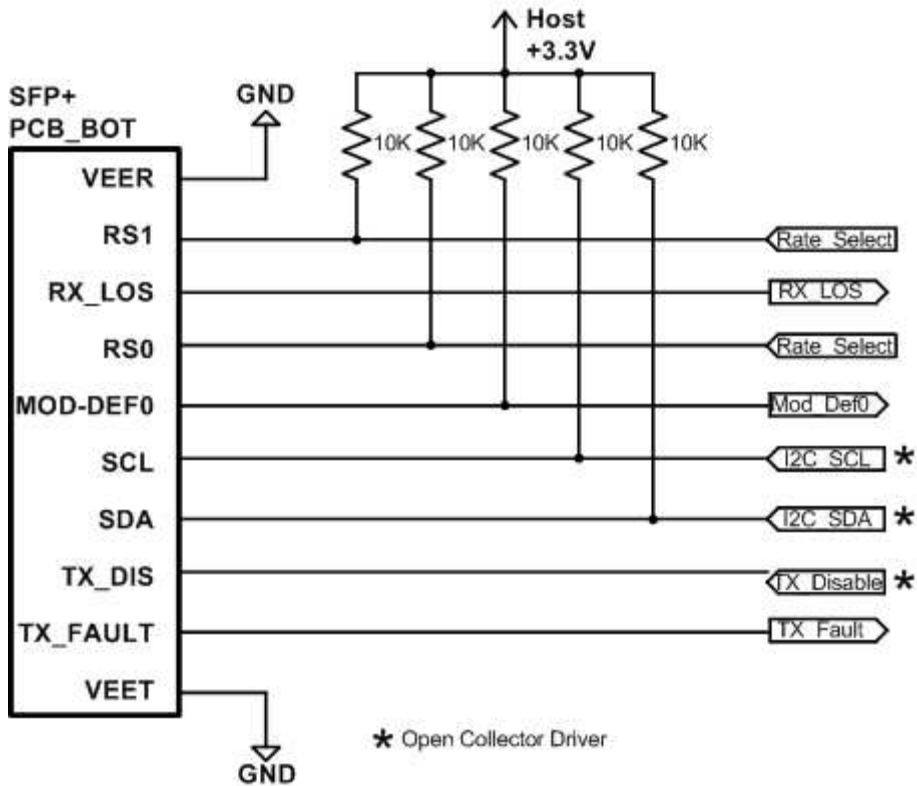 Host
+3.3V
SFP+
PCB_BOT
GND
10K
10K
10K
10K
10K
VEER
RS1
Rate_Select
RX_LOS
RX_LOS
RS0
Rate_Select
MOD-DEF0
Mod_Def0
SCL
I2C_SCL *
SDA
I2C_SDA *
TX_DIS
TX_Disable *
TX_FAULT
TX_Fault
VEET
* Open Collector Driver
GND